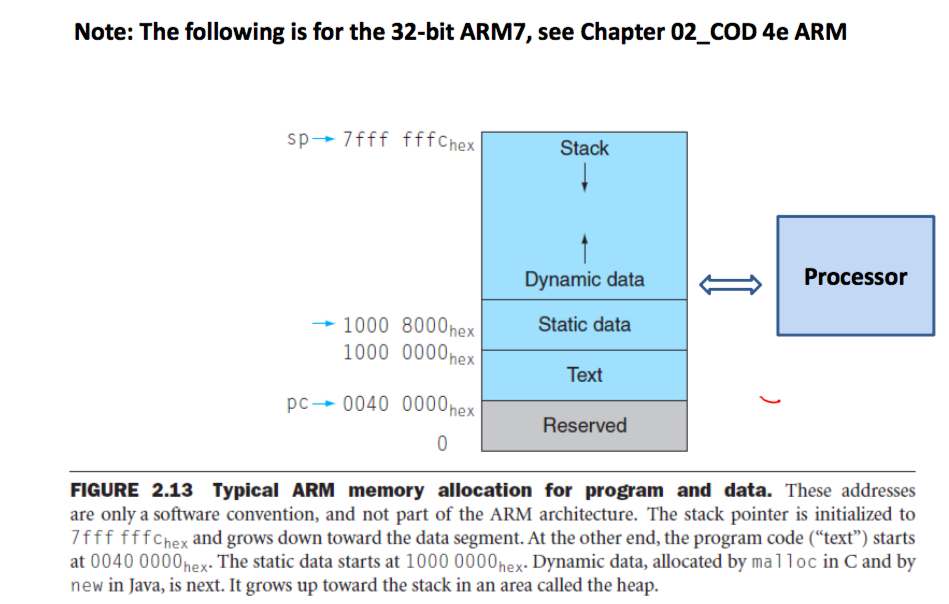 Note: The following is for the 32-bit ARM7, see Chapter 02_COD 4e ARM
sp→ 7fff fffchex
Stack
Dynamic data
Processor
→ 1000 8000hex
Static data
1000 0000hex
Text
pc→ 0040 0000hex
Reserved
0
FIGURE 2.13 Typical ARM memory allocation for program and data. These addresses
are only a software convention, and not part of the ARM architecture. The stack pointer is initialized to
7fff fffchex and grows down toward the data segment. At the other end, the program code (“text”) starts
at 0040 0000hex. The static data starts at 1000 0000hex. Dynamic data, allocated by malloc in C and by
new in Java, is next. It grows up toward the stack in an area called the heap.